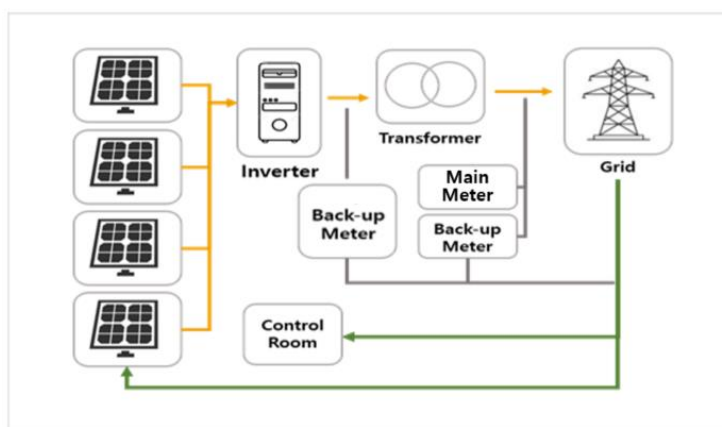 Inverter
Transformer
Grid
Main
Meter
Back-up
Meter
Back-up
Meter
Control
Room